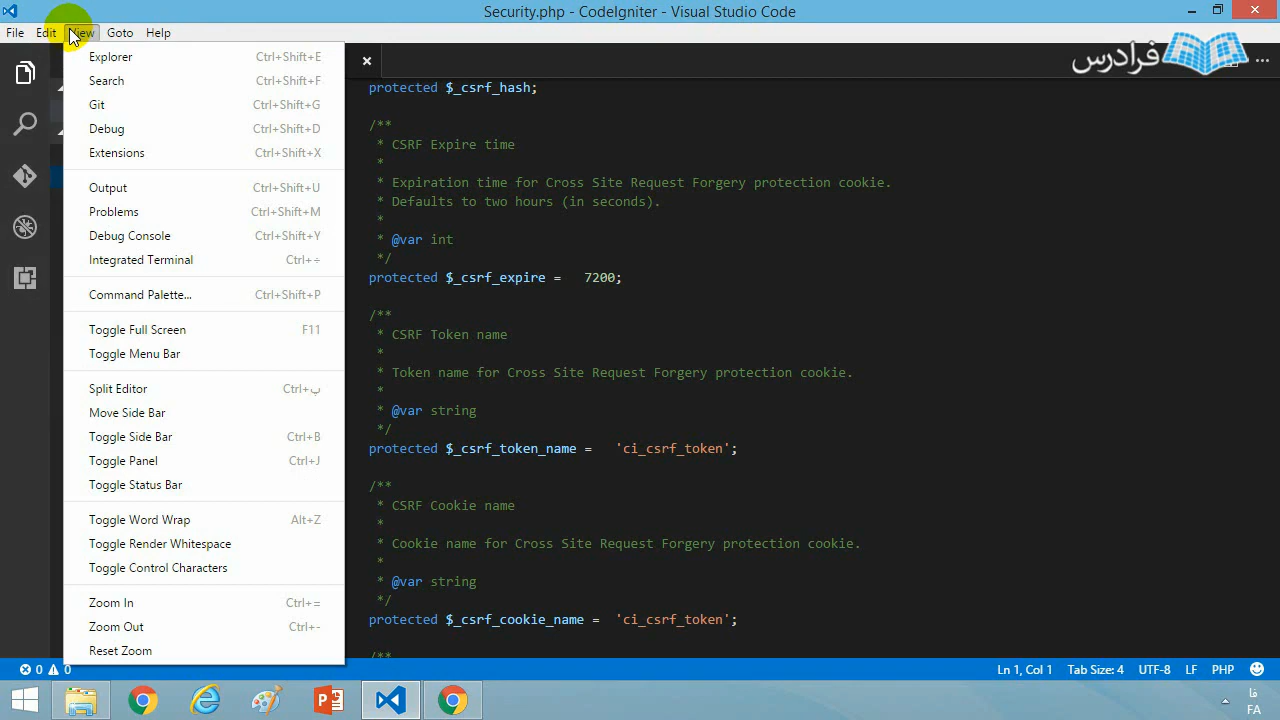 Security.php - CodeIgniter - Visual Studio Code
File Edit View Goto Help
فرادرس
Explorer Ctrl+Shift+E
Search Ctrl+Shift+F
Git Ctrl+Shift+G
Debug Ctrl+Shift+D
Extensions Ctrl+Shift+X
Output Ctrl+Shift+U
Problems Ctrl+Shift+M
Debug Console Ctrl+Shift+Y
Integrated Terminal Ctrl+÷
Command Palette... Ctrl+Shift+P
Toggle Full Screen F11
Toggle Menu Bar
Split Editor Ctrl+پ
Move Side Bar
Toggle Side Bar Ctrl+B
Toggle Panel Ctrl+J
Toggle Status Bar
Toggle Word Wrap Alt+Z
Toggle Render Whitespace
Toggle Control Characters
Zoom In Ctrl+=
Zoom Out Ctrl+-
Reset Zoom
protected $_csrf_hash;
/**
* CSRF Expire time
*
* Expiration time for Cross Site Request Forgery protection cookie.
* Defaults to two hours (in seconds).
*
* @var int
*/
protected $_csrf_expire = 7200;
/**
* CSRF Token name
*
* Token name for Cross Site Request Forgery protection cookie.
*
* @var string
*/
protected $_csrf_token_name = 'ci_csrf_token';
/**
* CSRF Cookie name
*
* Cookie name for Cross Site Request Forgery protection cookie.
*
* @var string
*/
protected $_csrf_cookie_name = 'ci_csrf_token';
/**
0 0 Ln 1, Col 1 Tab Size: 4 UTF-8 LF PHP
فا
FA